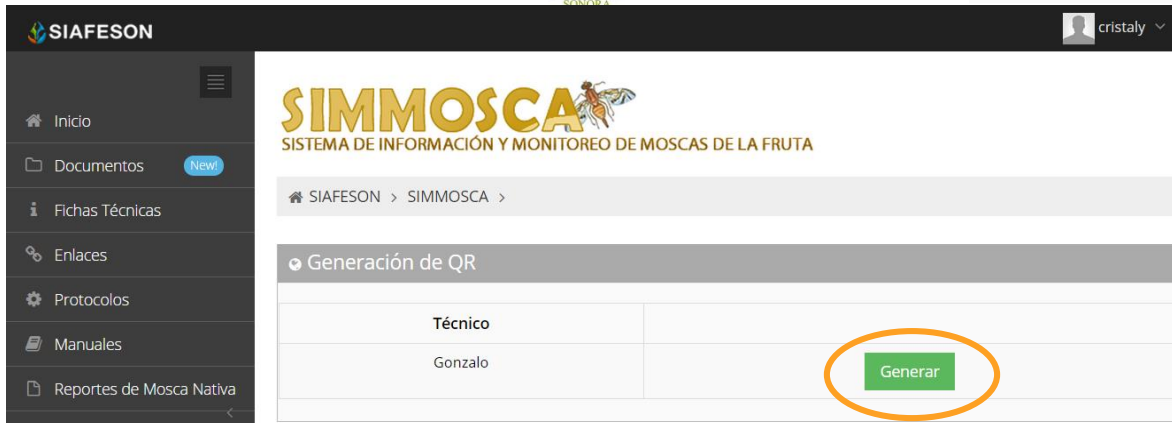 SONORA
SIAFESON
cristaly
Inicio
Documentos New!
Fichas Técnicas
Enlaces
Protocolos
Manuales
Reportes de Mosca Nativa
SIMMOSCA
SISTEMA DE INFORMACIÓN Y MONITOREO DE MOSCAS DE LA FRUTA
SIAFESON > SIMMOSCA >
Generación de QR
Técnico
Gonzalo
Generar